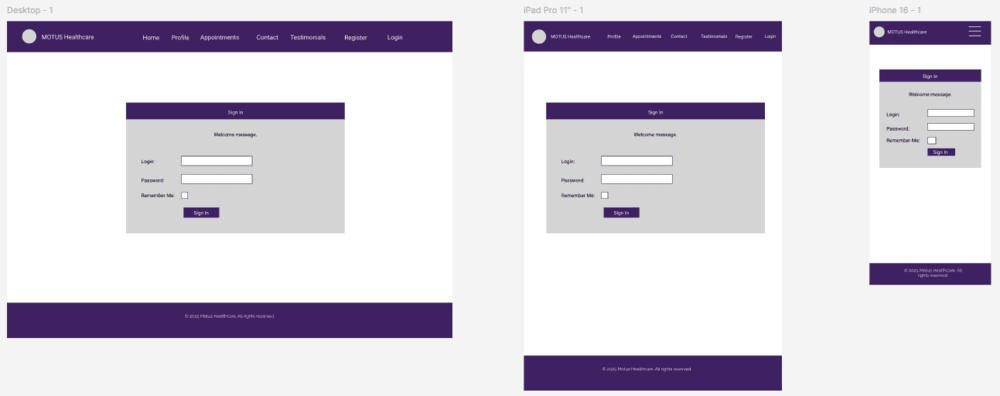 Desktop - 1
MOTUS Healthcare Home Profile Appointments Contact Testimonials Register Login
Sign In
Welcome message.
Login:
Password:
Remember Me:
Sign In
© 2025 Motus Healthcare. All rights reserved.
iPad Pro 11" - 1
MOTUS Healthcare Profile Appointments Contact Testimonials Register Login
Sign In
Welcome message.
Login:
Password:
Remember Me:
Sign In
© 2025 Motus Healthcare. All rights reserved.
iPhone 16 - 1
MOTUS Healthcare
Sign In
Welcome message.
Login:
Password:
Remember Me:
Sign In
© 2025 Motus Healthcare. All
rights reserved.